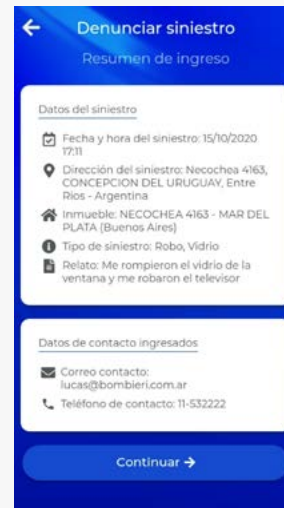 Denunciar siniestro
Resumen de ingreso
Datos del siniestro
Fecha y hora del siniestro: 15/10/2020
17:11
Dirección del siniestro: Necochea 4163,
CONCEPCION DEL URUGUAY, Entre
Rios - Argentina
Inmueble: NECOCHEA 4163 - MAR DEL
PLATA (Buenos Aires)
Tipo de siniestro: Robo, Vidrio
Relato: Me rompieron el vidrio de la
ventana y me robaron el televisor
Datos de contacto ingresados
Correo contacto:
lucas@bombieri.com.ar
Teléfono de contacto: 11-532222
Continuar →